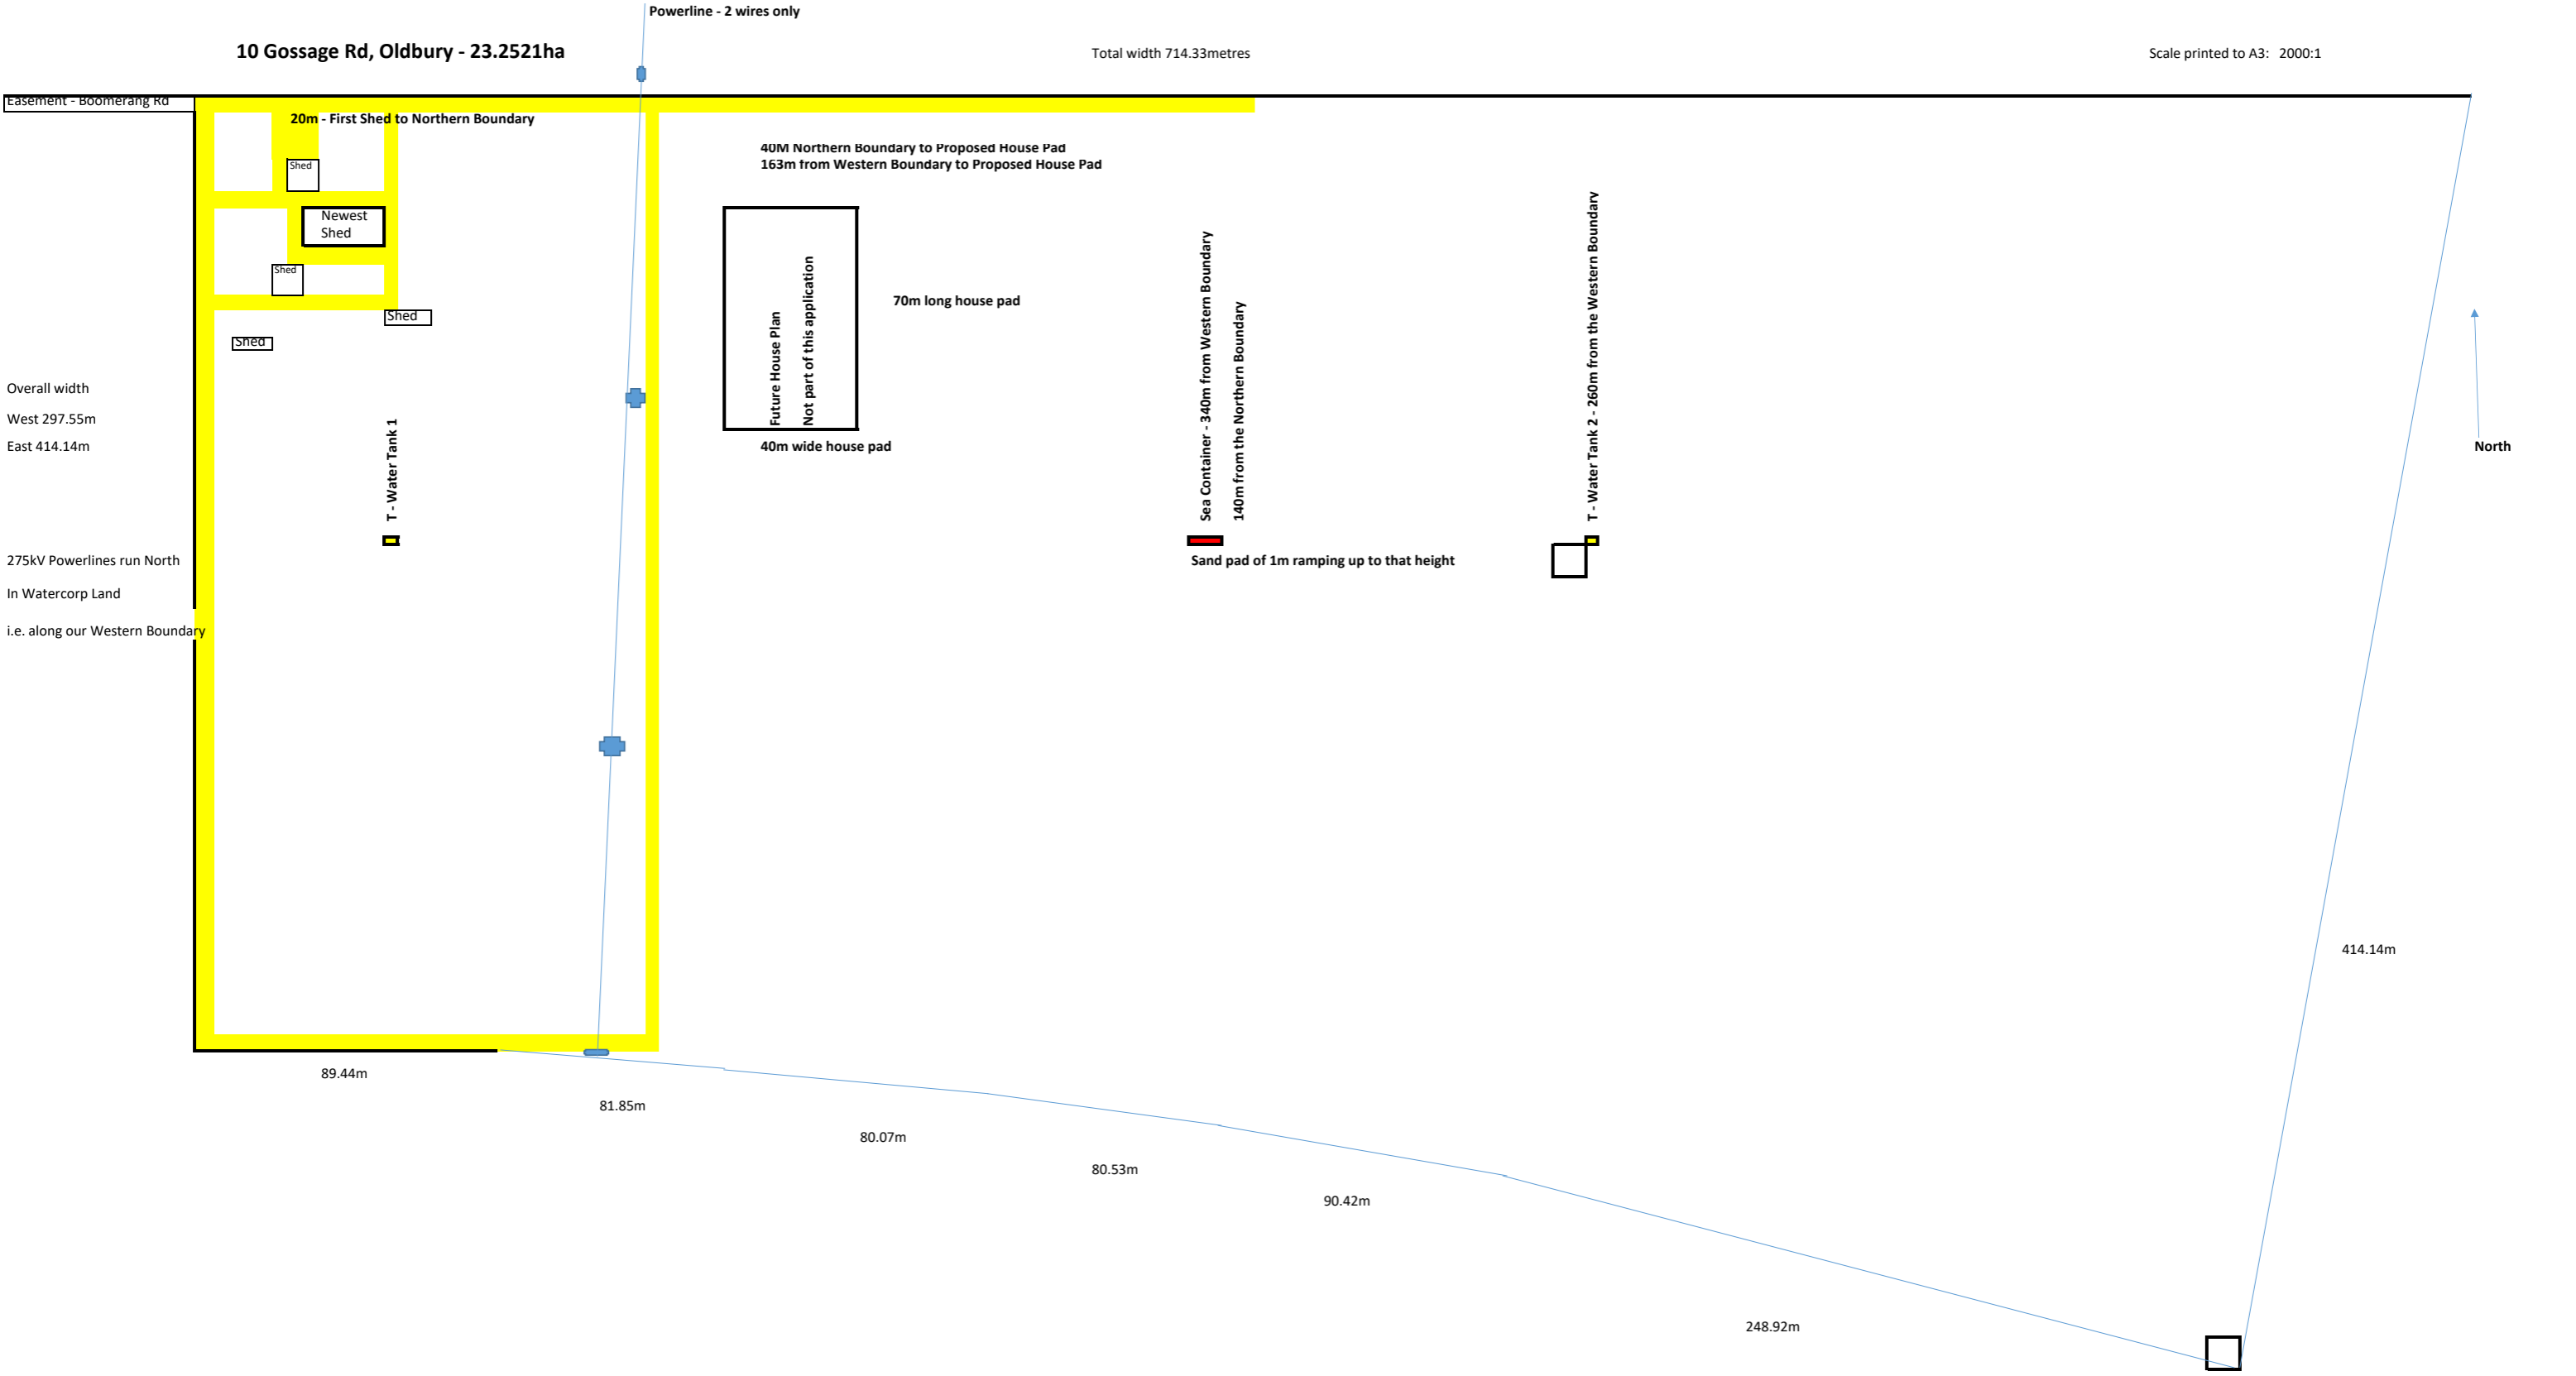 Powerline - 2 wires only
10 Gossage Rd, Oldbury - 23.2521ha
Total width 714.33metres
Scale printed to A3: 2000:1
Easement - Boomerang Rd
20m - First Shed to Northern Boundary
40M Northern Boundary to Proposed House Pad
163m from Western Boundary to Proposed House Pad
Shed
Newest
Shed
Shed
Shed
Shed
70m long house pad
Future House Plan
Not part of this application
40m wide house pad
Sea Container - 340m from Western Boundary
140m from the Northern Boundary
T - Water Tank 2 - 260m from the Western Boundary
T - Water Tank 1
Overall width
West 297.55m
East 414.14m
North
275kV Powerlines run North
In Watercorp Land
i.e. along our Western Boundary
Sand pad of 1m ramping up to that height
414.14m
89.44m
81.85m
80.07m
80.53m
90.42m
248.92m